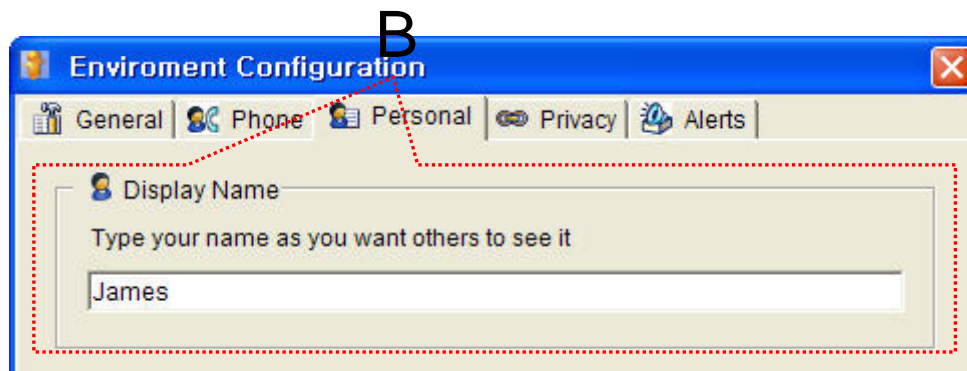 B
Enviroment Configuration
General Phone Personal Privacy Alerts
Display Name
Type your name as you want others to see it
James